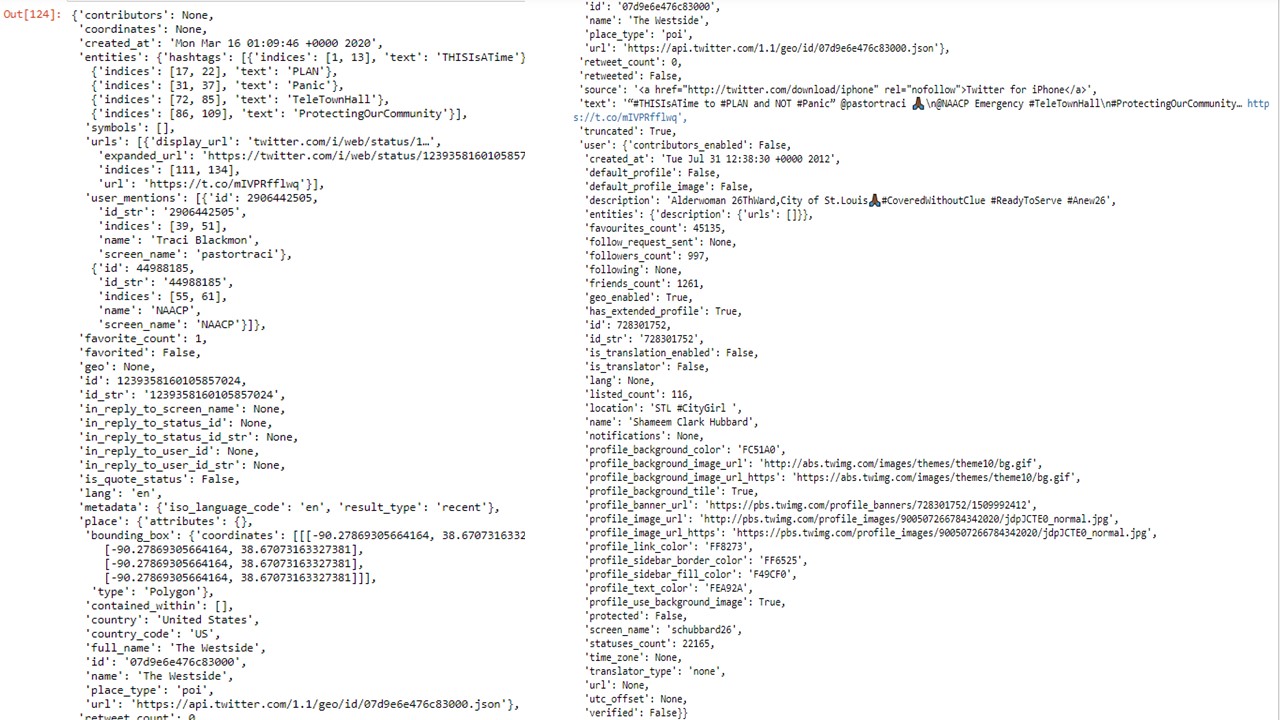 Out[124]: {'contributors': None,
'coordinates': None,
'created_at': 'Mon Mar 16 01:09:46 +0000 2020',
'entities': {'hashtags': [{'indices': [1, 13], 'text': 'THISIsATime'}
{'indices': [17, 22], 'text': 'PLAN'},
{'indices': [31, 37], 'text': 'Panic'},
{'indices': [72, 85], 'text': 'TeleTownHall'},
{'indices': [86, 109], 'text': 'ProtectingOurCommunity'}],
'symbols': [],
'urls': [{'display_url': 'twitter.com/i/web/status/1…',
'expanded_url': 'https://twitter.com/i/web/status/1239358160105857
'indices': [111, 134],
'url': 'https://t.co/mIVPRfflwq'}],
'user_mentions': [{'id': 2906442505,
'id_str': '2906442505',
'indices': [39, 51],
'name': 'Traci Blackmon',
'screen_name': 'pastortraci'},
{'id': 44988185,
'id_str': '44988185',
'indices': [55, 61],
'name': 'NAACP',
'screen_name': 'NAACP'}]},
'favorite_count': 1,
'favorited': False,
'geo': None,
'id': 1239358160105857024,
'id_str': '1239358160105857024',
'in_reply_to_screen_name': None,
'in_reply_to_status_id': None,
'in_reply_to_status_id_str': None,
'in_reply_to_user_id': None,
'in_reply_to_user_id_str': None,
'is_quote_status': False,
'lang': 'en',
'metadata': {'iso_language_code': 'en', 'result_type': 'recent'},
'place': {'attributes': {},
'bounding_box': {'coordinates': [[[-90.27869305664164, 38.6707316332
[-90.27869305664164, 38.67073163327381],
[-90.27869305664164, 38.67073163327381],
[-90.27869305664164, 38.67073163327381]]],
'type': 'Polygon'},
'contained_within': [],
'country': 'United States',
'country_code': 'US',
'full_name': 'The Westside',
'id': '07d9e6e476c83000',
'name': 'The Westside',
'place_type': 'poi',
'url': 'https://api.twitter.com/1.1/geo/id/07d9e6e476c83000.json'},
'retweet_count': 0
'id': '07d9e6e476c83000',
'name': 'The Westside',
'place_type': 'poi',
'url': 'https://api.twitter.com/1.1/geo/id/07d9e6e476c83000.json'},
'retweet_count': 0,
'retweeted': False,
'source': '<a href="http://twitter.com/download/iphone" rel="nofollow">Twitter for iPhone</a>',
'text': '“#THISIsATime to #PLAN and NOT #Panic” @pastortraci 🙏🏾\n@NAACP Emergency #TeleTownHall\n#ProtectingOurCommunity… http
s://t.co/mIVPRfflwq',
'truncated': True,
'user': {'contributors_enabled': False,
'created_at': 'Tue Jul 31 12:38:30 +0000 2012',
'default_profile': False,
'default_profile_image': False,
'description': 'Alderwoman 26ThWard,City of St.Louis🙏🏾#CoveredWithoutClue #ReadyToServe #Anew26',
'entities': {'description': {'urls': []}},
'favourites_count': 45135,
'follow_request_sent': None,
'followers_count': 997,
'following': None,
'friends_count': 1261,
'geo_enabled': True,
'has_extended_profile': True,
'id': 728301752,
'id_str': '728301752',
'is_translation_enabled': False,
'is_translator': False,
'lang': None,
'listed_count': 116,
'location': 'STL #CityGirl ',
'name': 'Shameem Clark Hubbard',
'notifications': None,
'profile_background_color': 'FC51A0',
'profile_background_image_url': 'http://abs.twimg.com/images/themes/theme10/bg.gif',
'profile_background_image_url_https': 'https://abs.twimg.com/images/themes/theme10/bg.gif',
'profile_background_tile': True,
'profile_banner_url': 'https://pbs.twimg.com/profile_banners/728301752/1509992412',
'profile_image_url': 'http://pbs.twimg.com/profile_images/900507266784342020/jdpJCTE0_normal.jpg',
'profile_image_url_https': 'https://pbs.twimg.com/profile_images/900507266784342020/jdpJCTE0_normal.jpg',
'profile_link_color': 'FF8273',
'profile_sidebar_border_color': 'FF6525',
'profile_sidebar_fill_color': 'F49CF0',
'profile_text_color': 'FEA92A',
'profile_use_background_image': True,
'protected': False,
'screen_name': 'schubbard26',
'statuses_count': 22165,
'time_zone': None,
'translator_type': 'none',
'url': None,
'utc_offset': None,
'verified': False}}